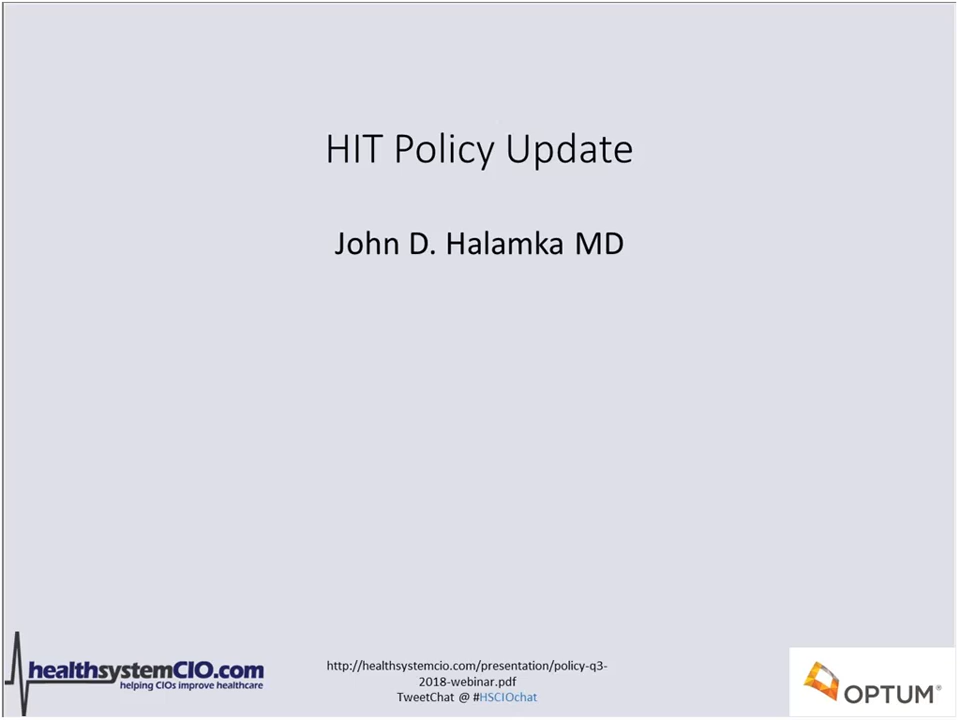 HIT Policy Update
John D. Halamka MD
healthsystemCIO.com
helping CIOs improve healthcare
http://healthsystemcio.com/presentation/policy-q3-
2018-webinar.pdf
TweetChat @ #HSCIOchat
OPTUM®